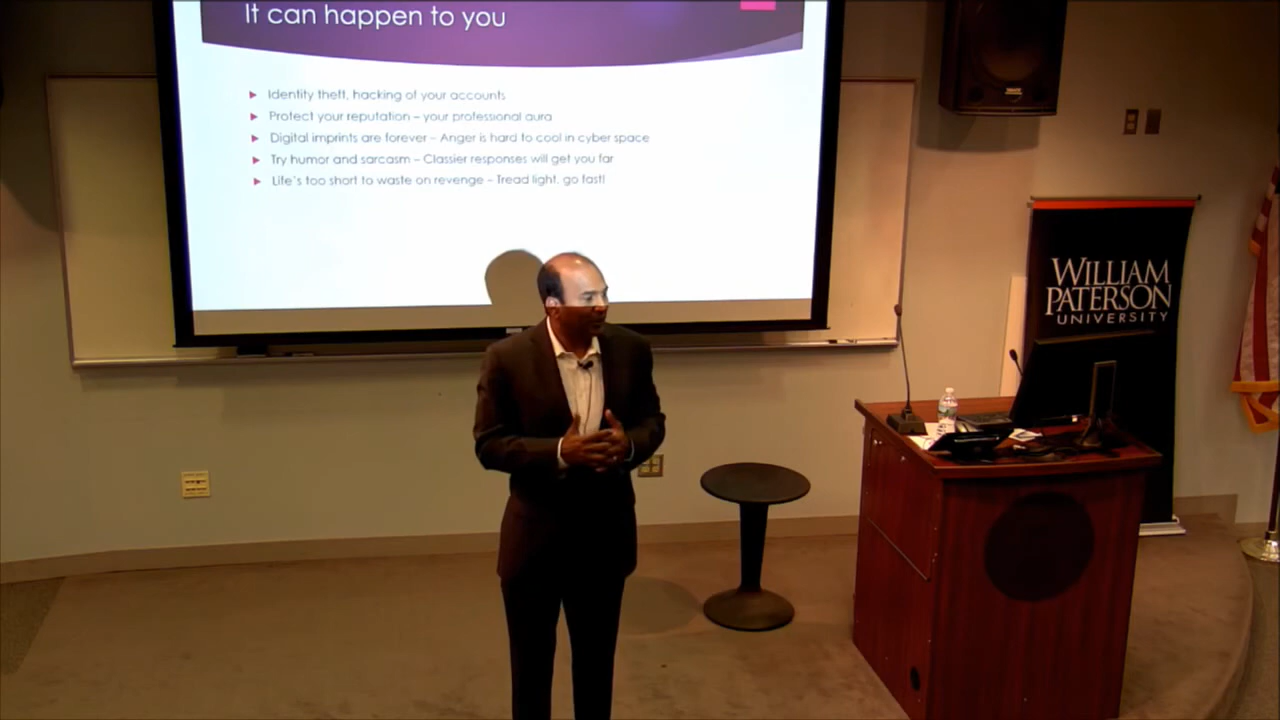 It can happen to you
Identity theft, hacking of your accounts
Protect your reputation – your professional aura
Digital imprints are forever – Anger is hard to cool in cyber space
Try humor and sarcasm – Classier responses will get you far
Life's too short to waste on revenge – Tread light, go fast!
WILLIAM
PATERSON
UNIVERSITY